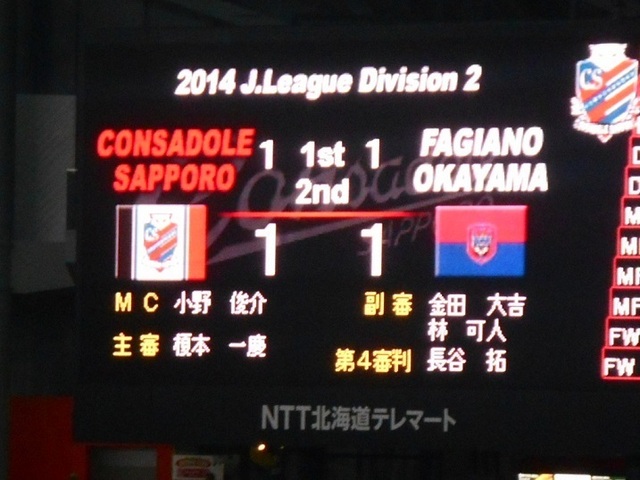 2014 J.League Division 2
CONSADOLE SAPPORO
1 1st 1
2nd
FAGIANO OKAYAMA
1 1
MC 小野 俊介
主審 榎本 一慶
副審 金田 大吉
林 可人
第4審判 長谷 拓
NTT北海道テレマート
CS
D
D
M
MF
MF
MF
FW
FW